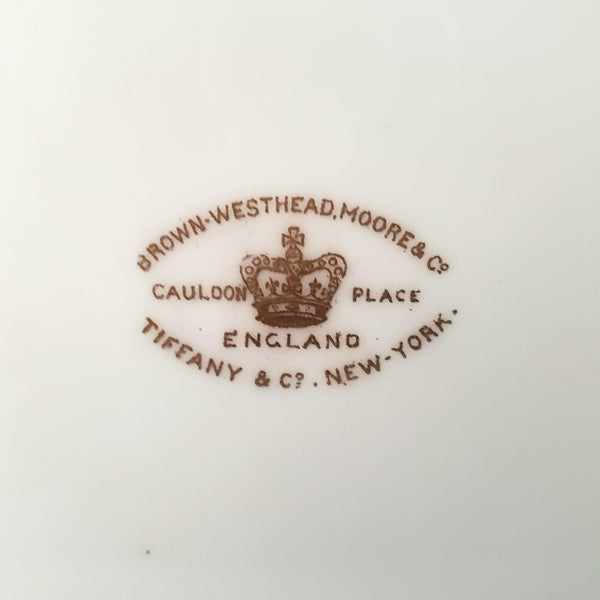 BROWN-WESTHEAD, MOORE & Co
CAULDON PLACE
ENGLAND
TIFFANY & Co. NEW-YORK.